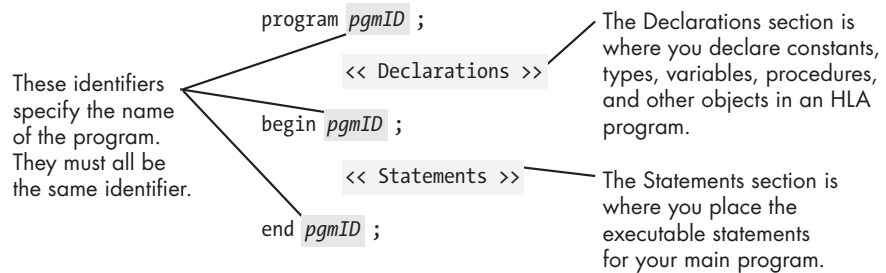 program pgmID ;
<< Declarations >>
begin pgmID ;
<< Statements >>
end pgmID ;
These identifiers
specify the name
of the program.
They must all be
the same identifier.
The Declarations section is
where you declare constants,
types, variables, procedures,
and other objects in an HLA
program.
The Statements section is
where you place the
executable statements
for your main program.